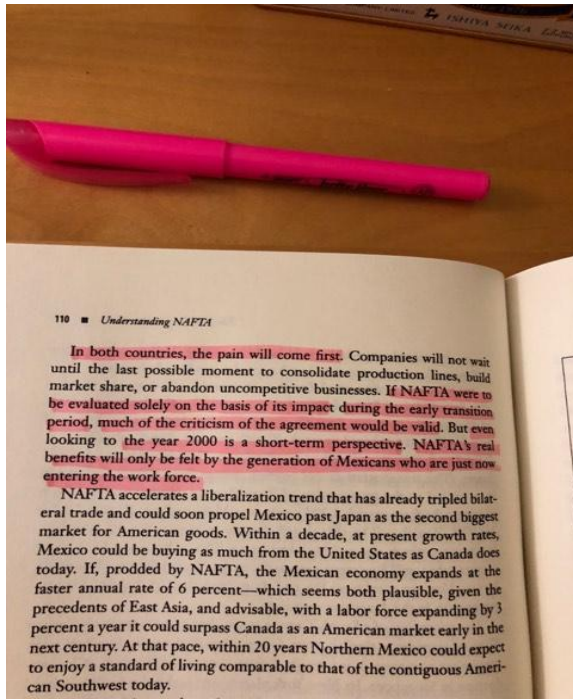 ISHIYA SEIKA
110 ■ Understanding NAFTA
In both countries, the pain will come first. Companies will not wait
until the last possible moment to consolidate production lines, build
market share, or abandon uncompetitive businesses. If NAFTA were to
be evaluated solely on the basis of its impact during the early transition
period, much of the criticism of the agreement would be valid. But even
looking to the year 2000 is a short-term perspective. NAFTA's real
benefits will only be felt by the generation of Mexicans who are just now
entering the work force.
NAFTA accelerates a liberalization trend that has already tripled bilat-
eral trade and could soon propel Mexico past Japan as the second biggest
market for American goods. Within a decade, at present growth rates,
Mexico could be buying as much from the United States as Canada does
today. If, prodded by NAFTA, the Mexican economy expands at the
faster annual rate of 6 percent—which seems both plausible, given the
precedents of East Asia, and advisable, with a labor force expanding by 3
percent a year it could surpass Canada as an American market early in the
next century. At that pace, within 20 years Northern Mexico could expect
to enjoy a standard of living comparable to that of the contiguous Ameri-
can Southwest today.